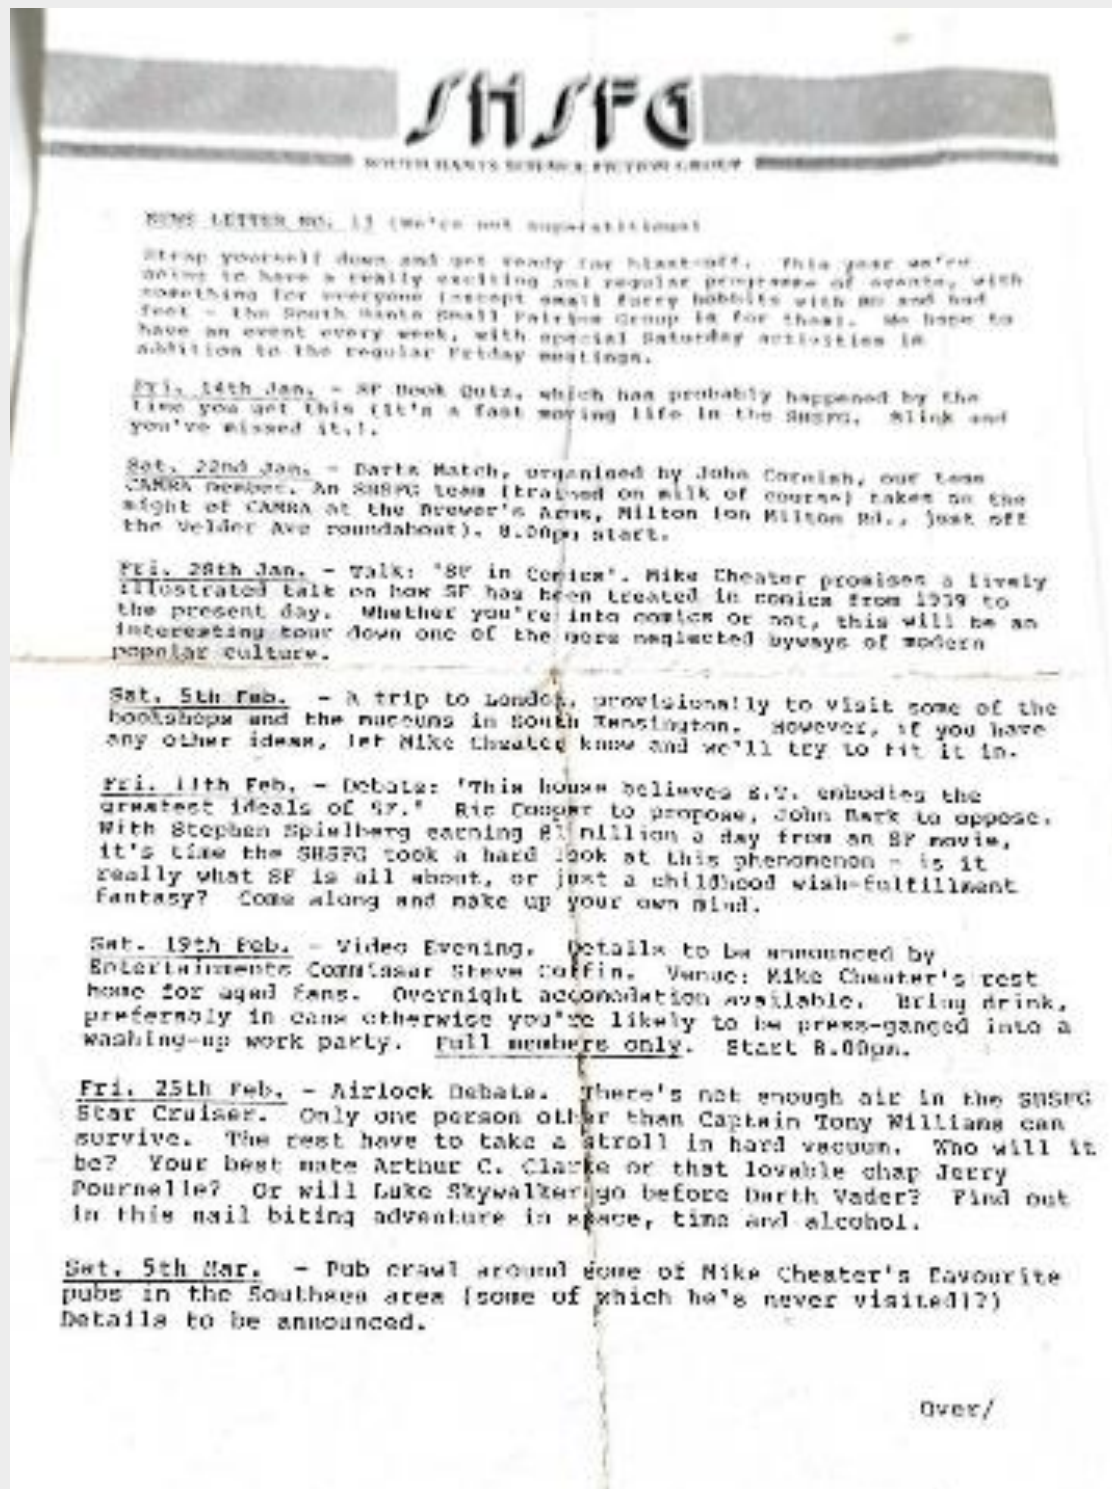 SHSFG
SOUTH HANTS SCIENCE FICTION GROUP
NEWS LETTER NO. 13 (We're not superstitious)
Strap yourself down and get ready for blast-off. This year we're
going to have a really exciting and regular programme of events, with
something for everyone (except small furry hobbits with BO and bad
feet - the South Hants Small Fairies Group is for them). We hope to
have an event every week, with special Saturday activities in
addition to the regular Friday meetings.
Fri. 14th Jan. - SF Book Quiz, which has probably happened by the
time you get this (it's a fast moving life in the SHSFG. Blink and
you've missed it.).
Sat. 22nd Jan. - Darts Match, organised by John Cornish, our tame
CAMRA member. An SHSFG team (trained on milk of course) takes on the
might of CAMRA at the Brewer's Arms, Milton (on Milton Rd., just off
the Velder Ave roundabout). 8.00pm start.
Fri. 28th Jan. - Talk: "SF in Comics". Mike Cheater promises a lively
illustrated talk on how SF has been treated in comics from 1939 to
the present day. Whether you're into comics or not, this will be an
interesting tour down one of the more neglected byways of modern
popular culture.
Sat. 5th Feb. - A trip to London, provisionally to visit some of the
bookshops and the museums in South Kensington. However, if you have
any other ideas, let Mike Cheater know and we'll try to fit it in.
Fri. 11th Feb. - Debate: "This house believes E.T. embodies the
greatest ideals of SF." Ric Cooper to propose, John Bark to oppose.
With Stephen Spielberg earning $1 million a day from an SF movie,
it's time the SHSFG took a hard look at this phenomenon - is it
really what SF is all about, or just a childhood wish-fulfillment
fantasy? Come along and make up your own mind.
Sat. 19th Feb. - Video Evening. Details to be announced by
Entertainments Commissar Steve Coffin. Venue: Mike Cheater's rest
home for aged fans. Overnight accomodation available. Bring drink,
preferably in cans otherwise you're likely to be press-ganged into a
washing-up work party. Full members only. Start 8.00pm.
Fri. 25th Feb. - Airlock Debate. There's not enough air in the SHSFG
Star Cruiser. Only one person other than Captain Tony Williams can
survive. The rest have to take a stroll in hard vacuum. Who will it
be? Your best mate Arthur C. Clarke or that lovable chap Jerry
Pournelle? Or will Luke Skywalker go before Darth Vader? Find out
in this nail biting adventure in space, time and alcohol.
Sat. 5th Mar. - Pub crawl around some of Mike Cheater's favourite
pubs in the Southsea area (some of which he's never visited!?)
Details to be announced.
Over/